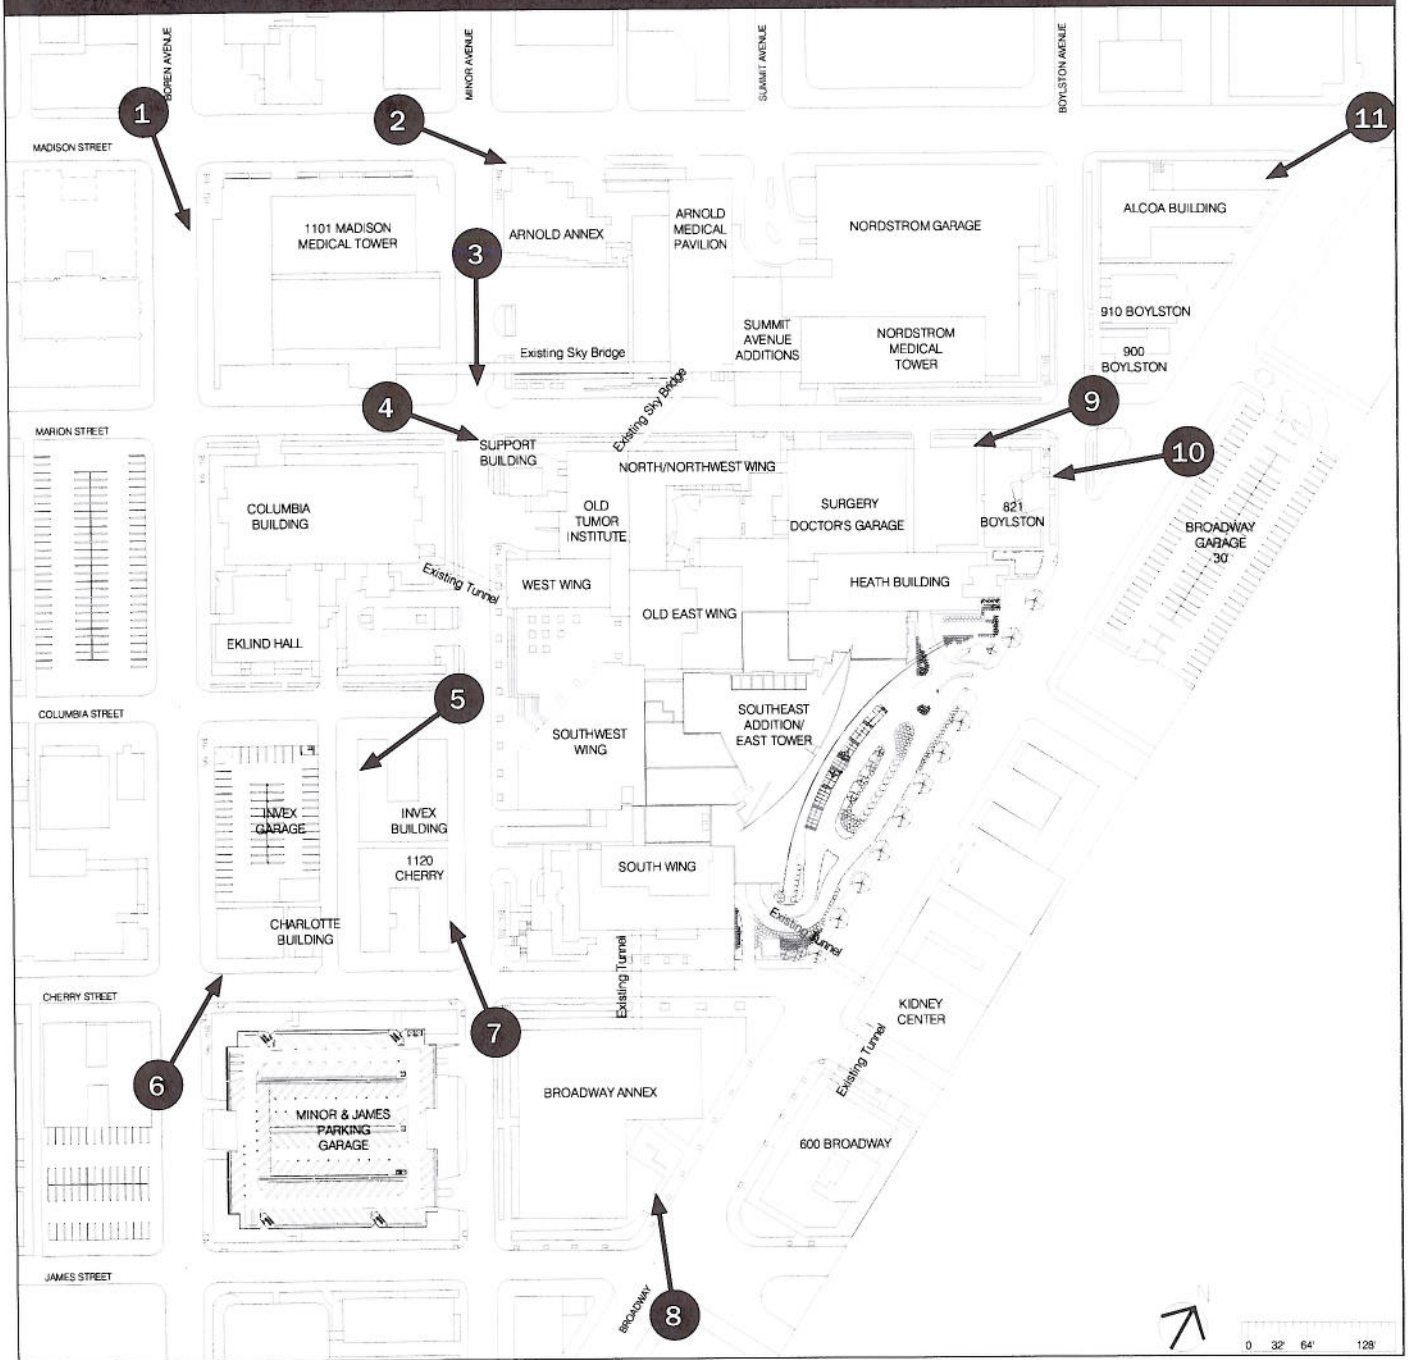 BOREN AVENUE
MINOR AVENUE
SUMMIT AVENUE
BOYLSTON AVENUE
1
2
11
MADISON STREET
1101 MADISON
MEDICAL TOWER
ARNOLD ANNEX
ARNOLD
MEDICAL
PAVILION
NORDSTROM GARAGE
ALCOA BUILDING
3
910 BOYLSTON
900
BOYLSTON
SUMMIT
AVENUE
ADDITIONS
NORDSTROM
MEDICAL
TOWER
Existing Sky Bridge
Existing Sky Bridge
4
9
MARION STREET
SUPPORT
BUILDING
NORTH/NORTHWEST WING
10
COLUMBIA
BUILDING
OLD
TUMOR
INSTITUTE
SURGERY
DOCTOR'S GARAGE
821
BOYLSTON
BROADWAY
GARAGE
30'
Existing Tunnel
WEST WING
HEATH BUILDING
OLD EAST WING
EKLIND HALL
5
COLUMBIA STREET
SOUTHWEST
WING
SOUTHEAST
ADDITION/
EAST TOWER
INVEX
GARAGE
INVEX
BUILDING
1120
CHERRY
SOUTH WING
CHARLOTTE
BUILDING
Existing Tunnel
Existing Tunnel
CHERRY STREET
KIDNEY
CENTER
7
6
Existing Tunnel
BROADWAY ANNEX
MINOR & JAMES
PARKING
GARAGE
600 BROADWAY
JAMES STREET
BROADWAY
8
N
0 32' 64' 128'